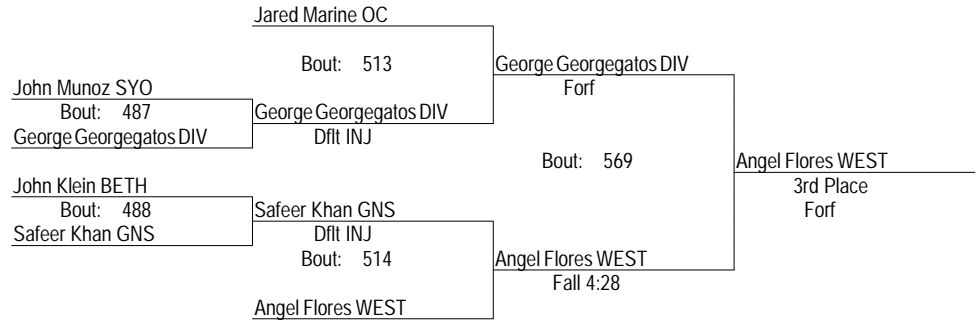 Jared Marine OC
Bout: 513
George Georgegatos DIV
Forf
John Munoz SYO
Bout: 487
George Georgegatos DIV
George Georgegatos DIV
Dflt INJ
Bout: 569
Angel Flores WEST
3rd Place
Forf
John Klein BETH
Bout: 488
Safeer Khan GNS
Safeer Khan GNS
Dflt INJ
Bout: 514
Angel Flores WEST
Fall 4:28
Angel Flores WEST